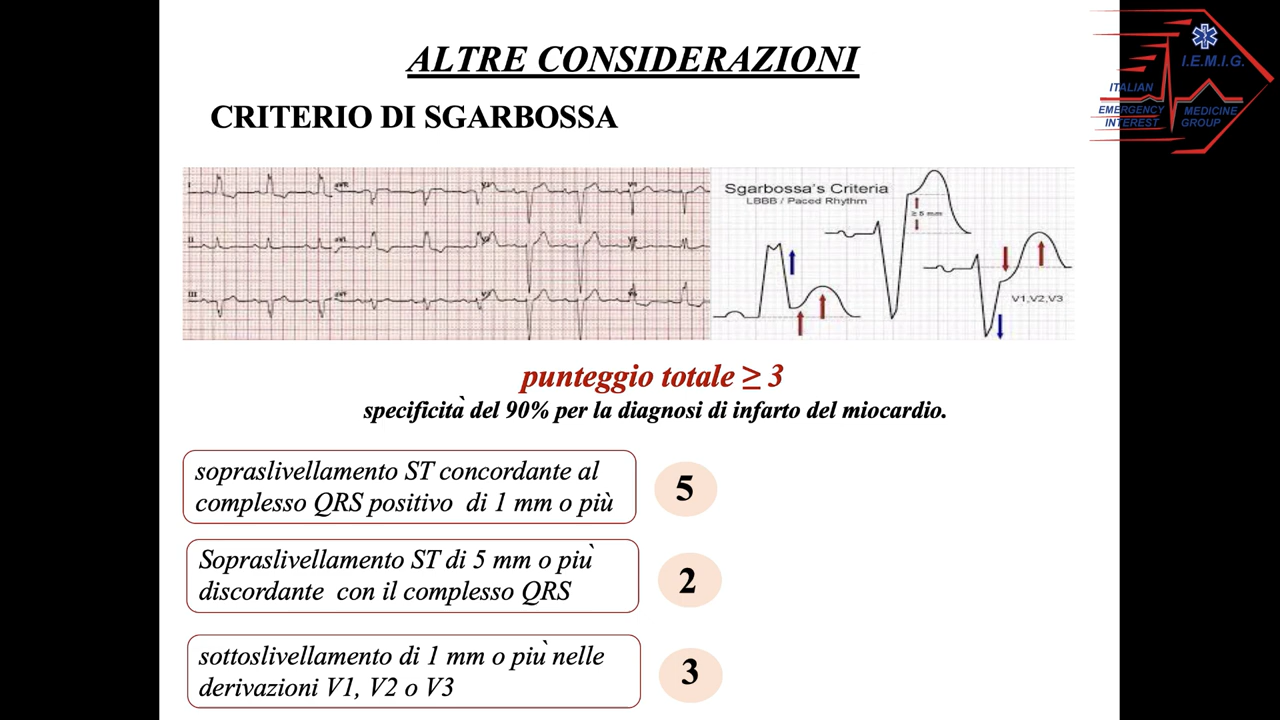 ALTRE CONSIDERAZIONI
I.E.M.I.G.
ITALIAN
EMERGENCY MEDICINE
INTEREST GROUP
CRITERIO DI SGARBOSSA
I
aVR
II
III
Sgarbossa's Criteria
LBBB / Paced Rhythm
≥ 5 mm
V1,V2,V3
punteggio totale ≥ 3
specificità del 90% per la diagnosi di infarto del miocardio.
sopraslivellamento ST concordante al
complesso QRS positivo di 1 mm o più
5
Sopraslivellamento ST di 5 mm o più
discordante con il complesso QRS
2
sottoslivellamento di 1 mm o più nelle
derivazioni V1, V2 o V3
3